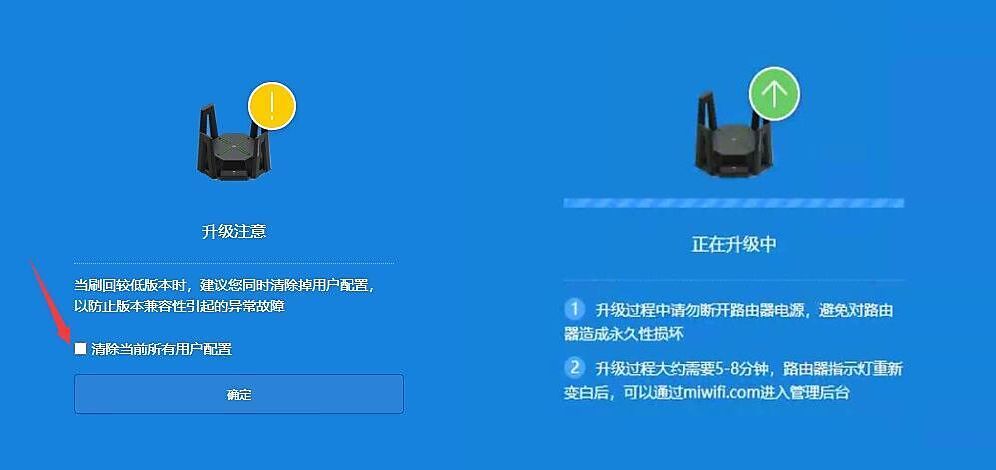 升级注意
当刷回较低版本时，建议您同时清除掉用户配置，
以防止版本兼容性引起的异常故障
清除当前所有用户配置
确定
正在升级中
1 升级过程中请勿断开路由器电源，避免对路由
器造成永久性损坏
2 升级过程大约需要5-8分钟，路由器指示灯重新
变白后，可以通过miwifi.com进入管理后台